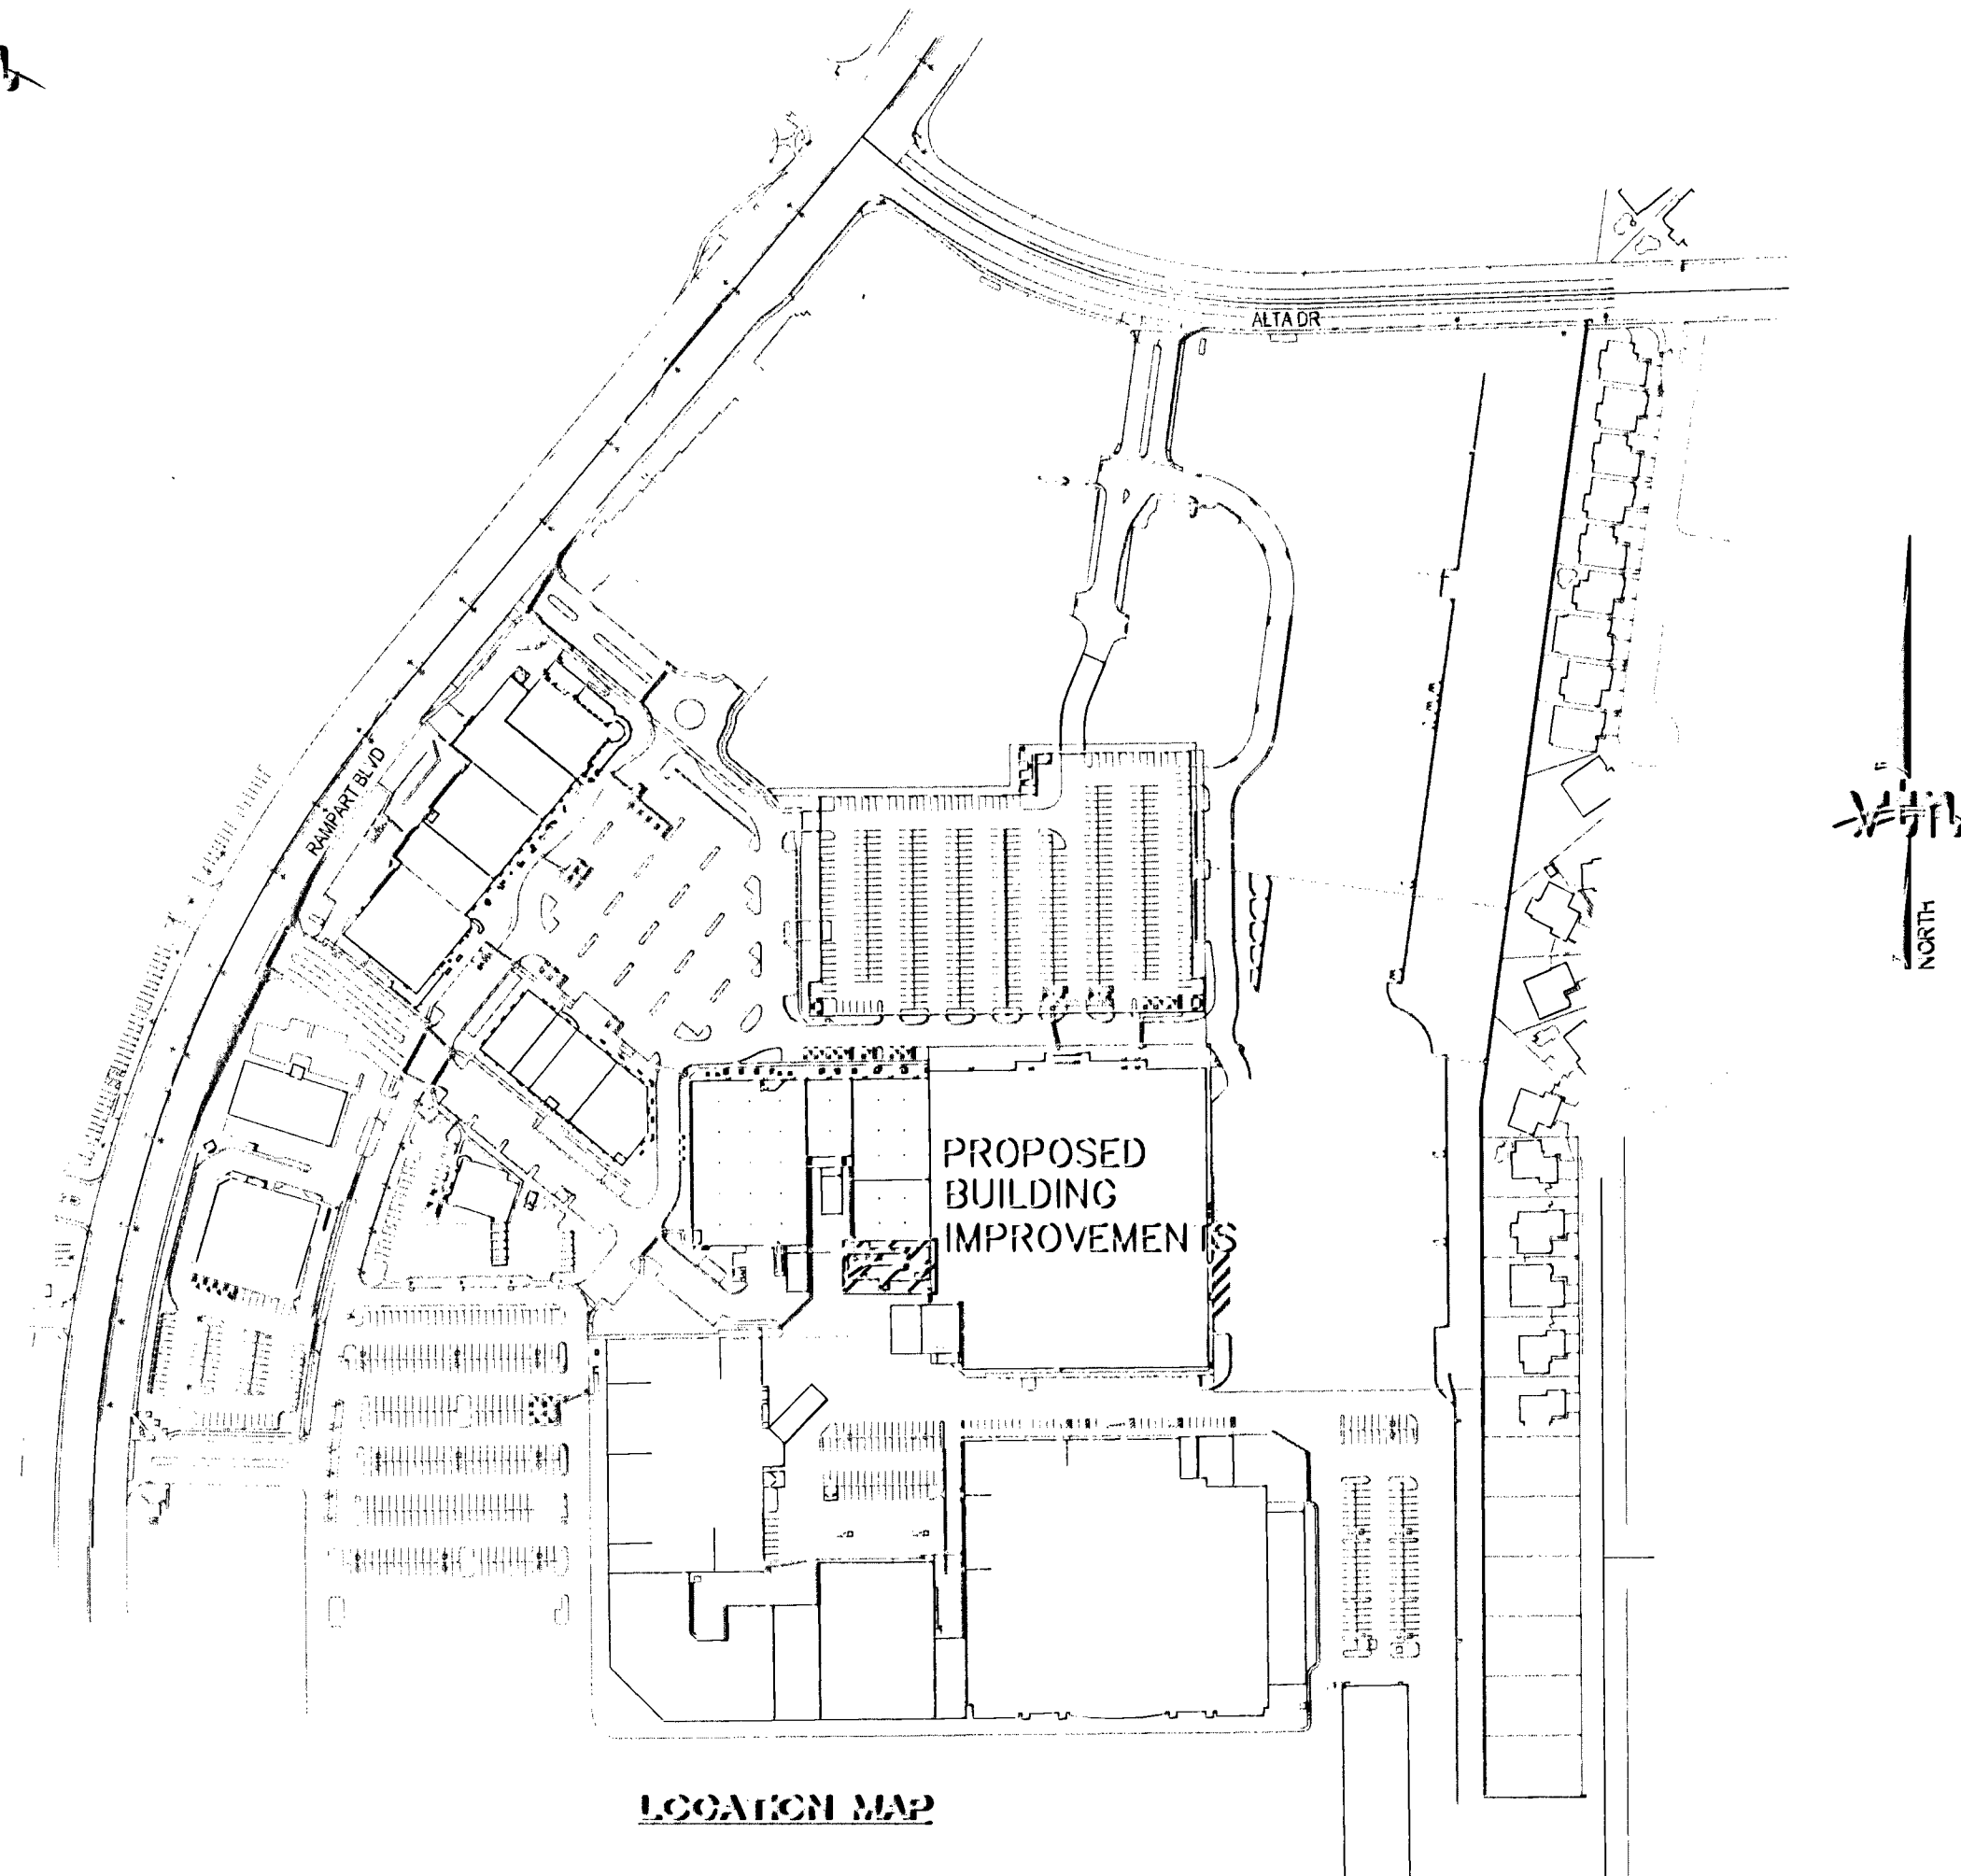 ALTA DR
RAMPART BLVD
NORTH
PROPOSED
BUILDING
IMPROVEMENTS
LOCATION MAP